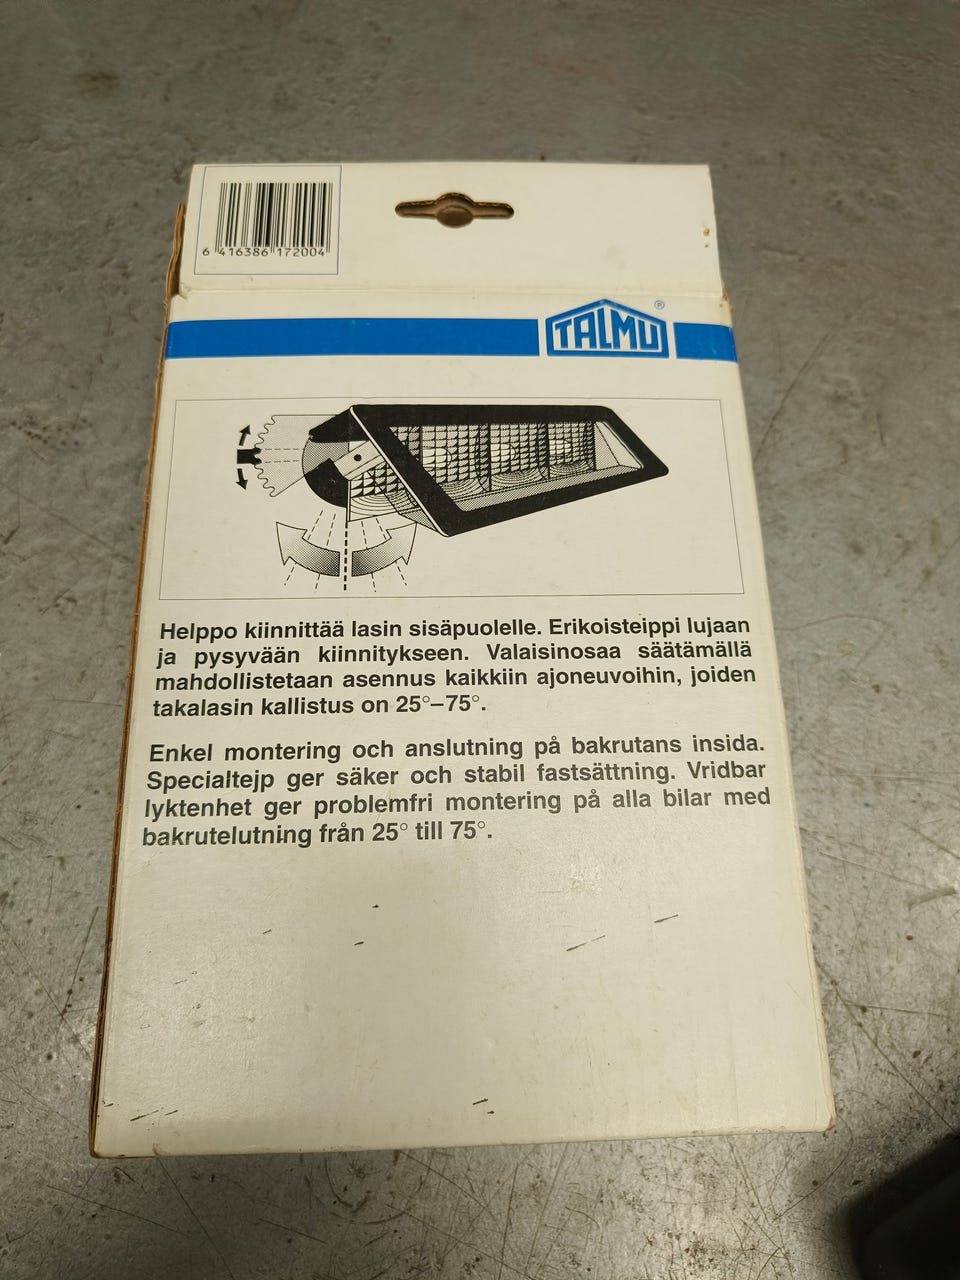 6 416386 172004
TALMU ®
Helppo kiinnittää lasin sisäpuolelle. Erikoisteippi lujaan
ja pysyvään kiinnitykseen. Valaisinosaa säätämällä
mahdollistetaan asennus kaikkiin ajoneuvoihin, joiden
takalasin kallistus on 25°–75°.
Enkel montering och anslutning på bakrutans insida.
Specialtejp ger säker och stabil fastsättning. Vridbar
lyktenhet ger problemfri montering på alla bilar med
bakrutelutning från 25° till 75°.